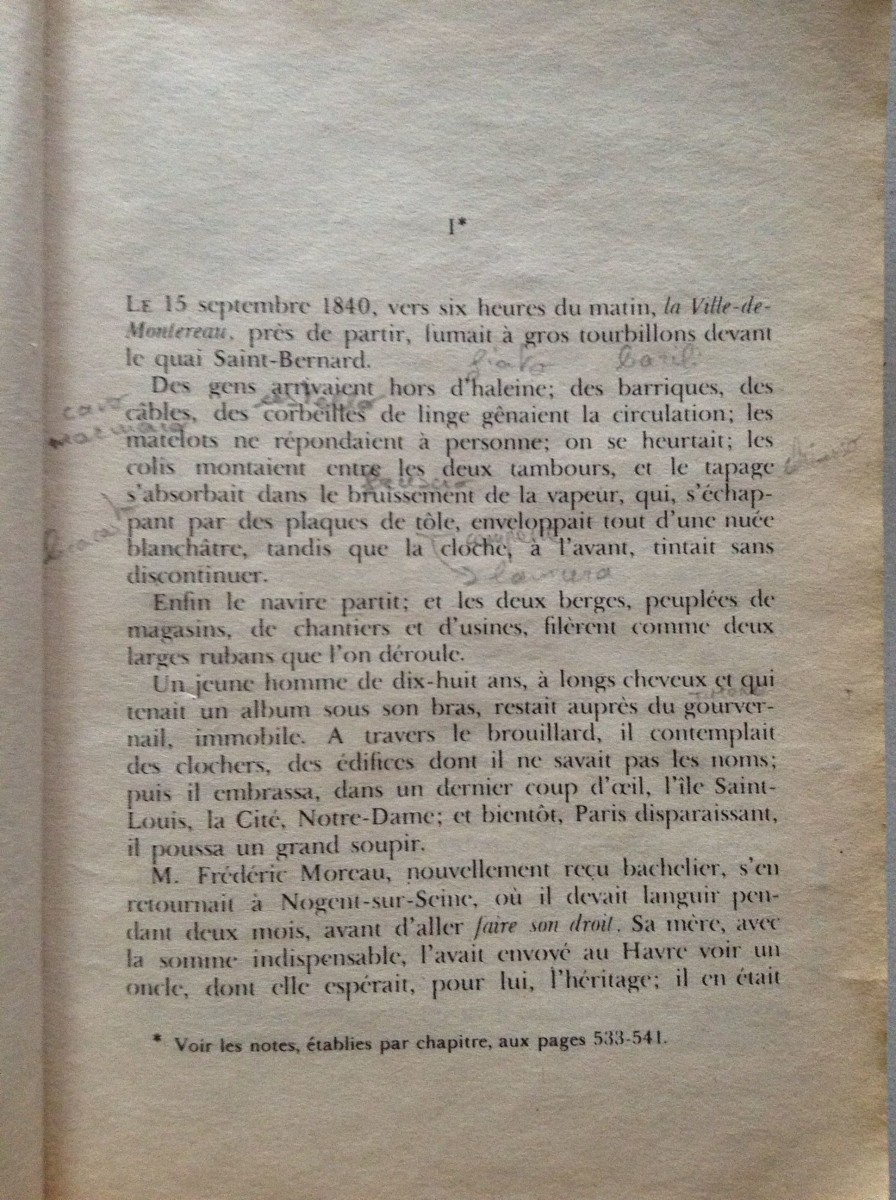 I*
LE 15 septembre 1840, vers six heures du matin, la Ville-de-
Montereau, près de partir, fumait à gros tourbillons devant
le quai Saint-Bernard.
fiato barili
Des gens arrivaient hors d'haleine; des barriques, des
cavo
câbles, des corbeilles de linge gênaient la circulation; les
matelots ne répondaient à personne; on se heurtait; les
colis montaient entre les deux tambours, et le tapage
s'absorbait dans le bruissement de la vapeur, qui, s'échap-
pant par des plaques de tôle, enveloppait tout d'une nuée
blanchâtre, tandis que la cloche, à l'avant, tintait sans
lamiera
discontinuer.
Enfin le navire partit; et les deux berges, peuplées de
magasins, de chantiers et d'usines, filèrent comme deux
larges rubans que l'on déroule.
Un jeune homme de dix-huit ans, à longs cheveux et qui
TIMONE
tenait un album sous son bras, restait auprès du gourver-
nail, immobile. A travers le brouillard, il contemplait
des clochers, des édifices dont il ne savait pas les noms;
puis il embrassa, dans un dernier coup d'œil, l'île Saint-
Louis, la Cité, Notre-Dame; et bientôt, Paris disparaissant,
il poussa un grand soupir.
M. Frédéric Moreau, nouvellement reçu bachelier, s'en
retournait à Nogent-sur-Seine, où il devait languir pen-
dant deux mois, avant d'aller faire son droit. Sa mère, avec
la somme indispensable, l'avait envoyé au Havre voir un
oncle, dont elle espérait, pour lui, l'héritage; il en était
* Voir les notes, établies par chapitre, aux pages 533-541.